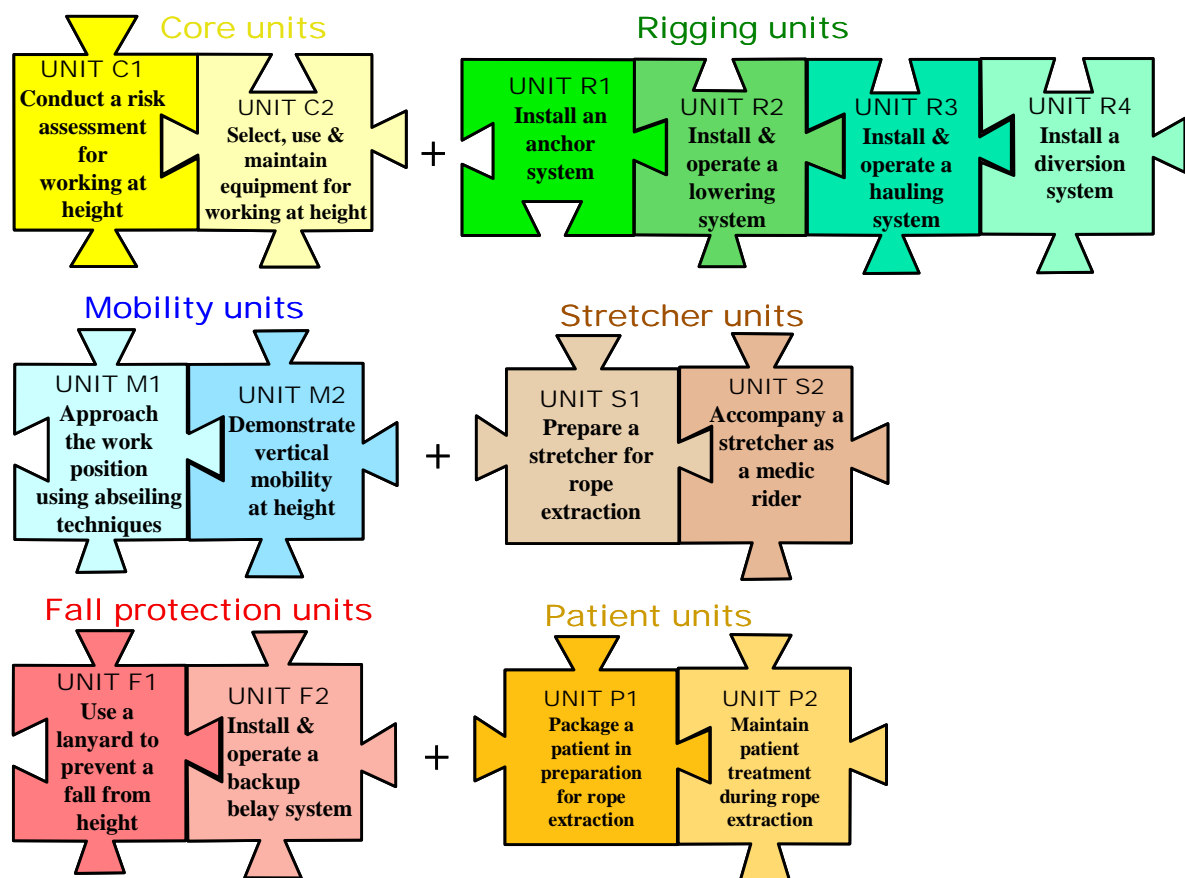 Core units
UNIT C1
Conduct a risk
assessment
for
working at
height
UNIT C2
Select, use &
maintain
equipment for
working at height
+
Rigging units
UNIT R1
Install an
anchor
system
UNIT R2
Install &
operate a
lowering
system
UNIT R3
Install &
operate a
hauling
system
UNIT R4
Install a
diversion
system
Mobility units
UNIT M1
Approach
the work
position
using abseiling
techniques
UNIT M2
Demonstrate
vertical
mobility
at height
+
Stretcher units
UNIT S1
Prepare a
stretcher for
rope
extraction
UNIT S2
Accompany a
stretcher as
a medic
rider
Fall protection units
UNIT F1
Use a
lanyard to
prevent a
fall from
height
UNIT F2
Install &
operate a
backup
belay system
+
Patient units
UNIT P1
Package a
patient in
preparation
for rope
extraction
UNIT P2
Maintain
patient
treatment
during rope
extraction